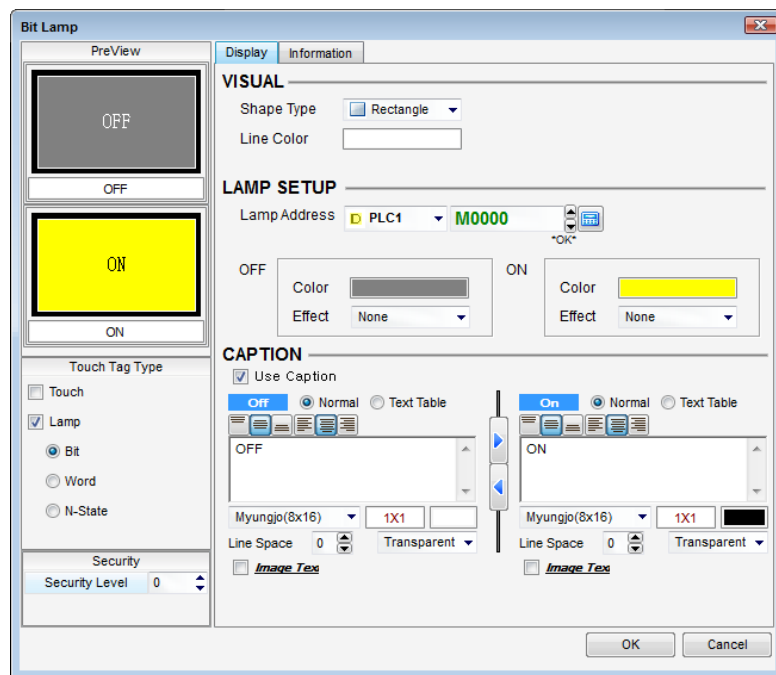 Bit Lamp
PreView
OFF
OFF
ON
ON
Touch Tag Type
Touch
Lamp
Bit
Word
N-State
Security
Security Level 0
Display Information
VISUAL
Shape Type Rectangle
Line Color
LAMP SETUP
Lamp Address D PLC1 M0000
*OK*
OFF
Color
Effect None
ON
Color
Effect None
CAPTION
Use Caption
Off Normal Text Table
OFF
Myungjo(8x16) 1X1
Line Space 0 Transparent
Image Tex
On Normal Text Table
ON
Myungjo(8x16) 1X1
Line Space 0 Transparent
Image Tex
OK Cancel